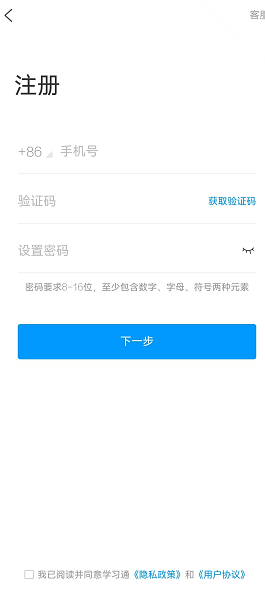 客服
注册
+86 手机号
验证码 获取验证码
设置密码
密码要求8-16位，至少包含数字、字母、符号两种元素
下一步
我已阅读并同意学习通《隐私政策》和《用户协议》